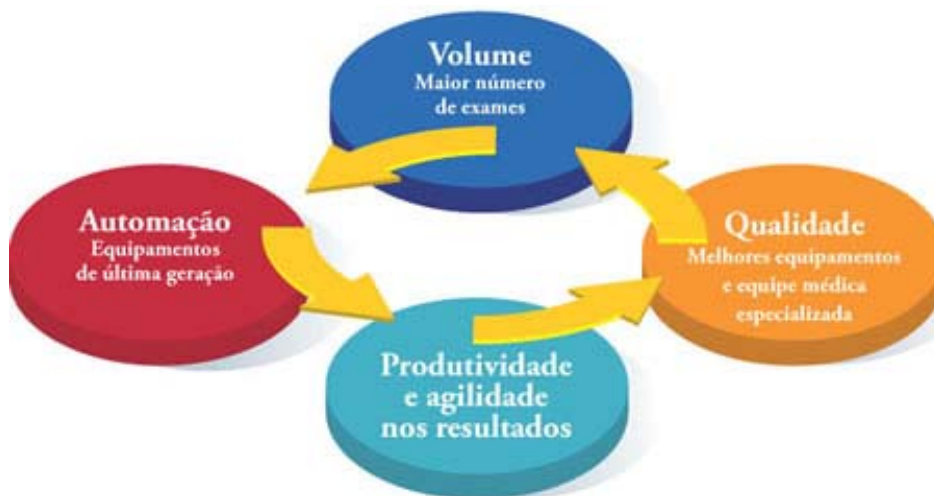 Volume
Maior número
de exames
Automação
Equipamentos
de última geração
Qualidade
Melhores equipamentos
e equipe médica
especializada
Produtividade
e agilidade
nos resultados